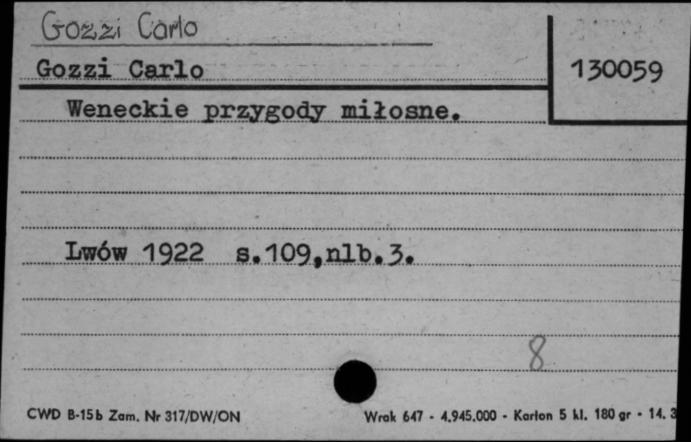 Gozzi Carlo
Gozzi Carlo
130059
Weneckie przygody miłosne.
Lwów 1922 s.109,nlb.3.
8
CWD B-15b Zam. Nr 317/DW/ON
Wrak 647 - 4.945.000 - Karton 5 kl. 180 gr - 14. 3